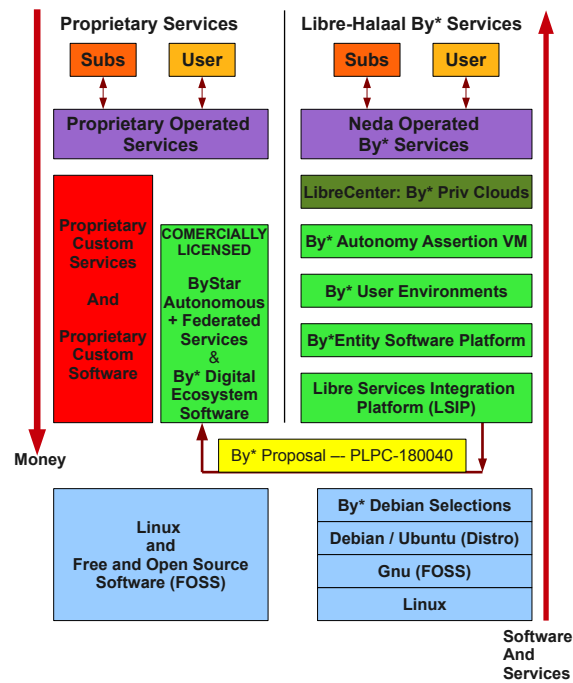 Proprietary Services
Subs
User
Proprietary Operated
Services
Proprietary
Custom
Services
And
Proprietary
Custom
Software
COMERCIALLY
LICENSED
ByStar
Autonomous
+ Federated
Services
&
By* Digital
Ecosystem
Software
Money
Libre-Halaal By* Services
Subs
User
Neda Operated
By* Services
LibreCenter: By* Priv Clouds
By* Autonomy Assertion VM
By* User Environments
By*Entity Software Platform
Libre Services Integration
Platform (LSIP)
By* Proposal –- PLPC-180040
Linux
and
Free and Open Source
Software (FOSS)
By* Debian Selections
Debian / Ubuntu (Distro)
Gnu (FOSS)
Linux
Software
And
Services